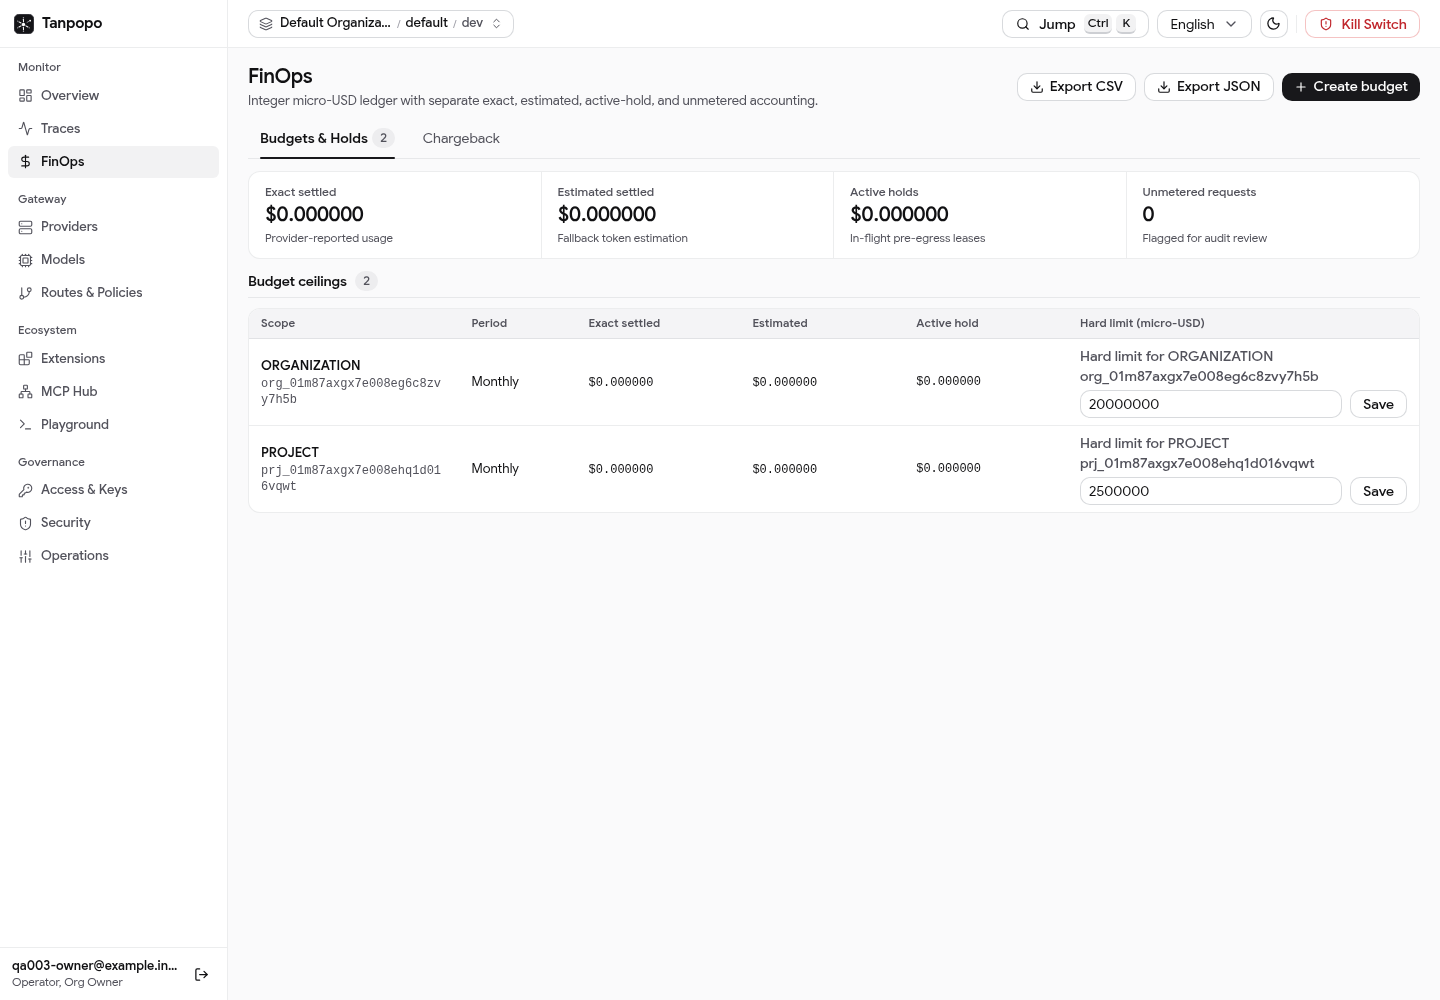 Tanpopo
Default Organiza... / default / dev
Jump Ctrl K
English
Kill Switch
Monitor
Overview
Traces
FinOps
Gateway
Providers
Models
Routes & Policies
Ecosystem
Extensions
MCP Hub
Playground
Governance
Access & Keys
Security
Operations
qa003-owner@example.in...
Operator, Org Owner
FinOps
Integer micro-USD ledger with separate exact, estimated, active-hold, and unmetered accounting.
Export CSV
Export JSON
Create budget
Budgets & Holds 2
Chargeback
Exact settled
$0.000000
Provider-reported usage
Estimated settled
$0.000000
Fallback token estimation
Active holds
$0.000000
In-flight pre-egress leases
Unmetered requests
0
Flagged for audit review
Budget ceilings 2
Scope Period Exact settled Estimated Active hold Hard limit (micro-USD)
ORGANIZATION
org_01m87axgx7e008eg6c8zv
y7h5b
Monthly
$0.000000
$0.000000
$0.000000
Hard limit for ORGANIZATION
org_01m87axgx7e008eg6c8zvy7h5b
20000000
Save
PROJECT
prj_01m87axgx7e008ehq1d01
6vqwt
Monthly
$0.000000
$0.000000
$0.000000
Hard limit for PROJECT
prj_01m87axgx7e008ehq1d016vqwt
2500000
Save